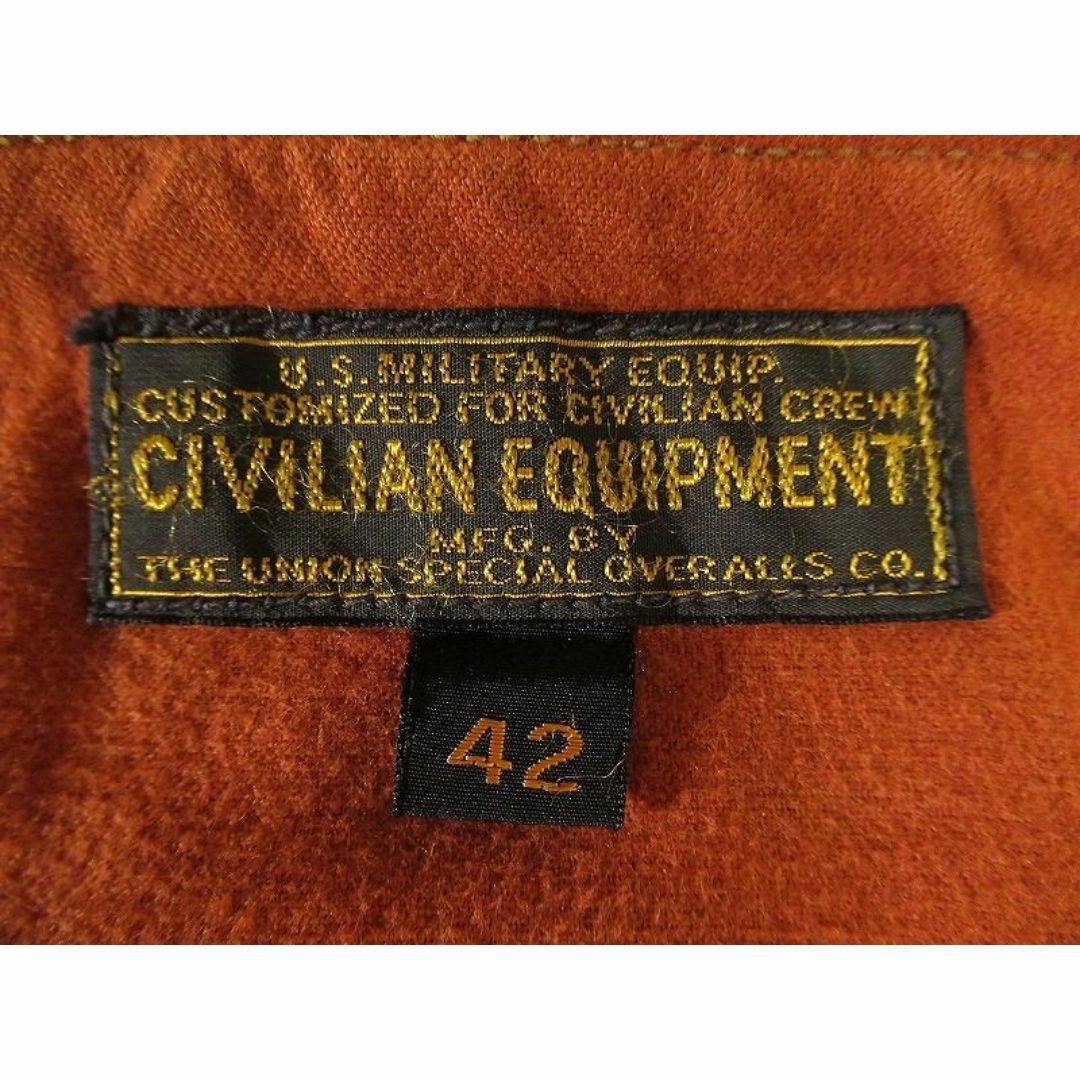 U.S. MILITARY EQUIP.
CUSTOMIZED FOR CIVILIAN CREW
CIVILIAN EQUIPMENT
MFG. BY
THE UNION SPECIAL OVERALLS CO.
42